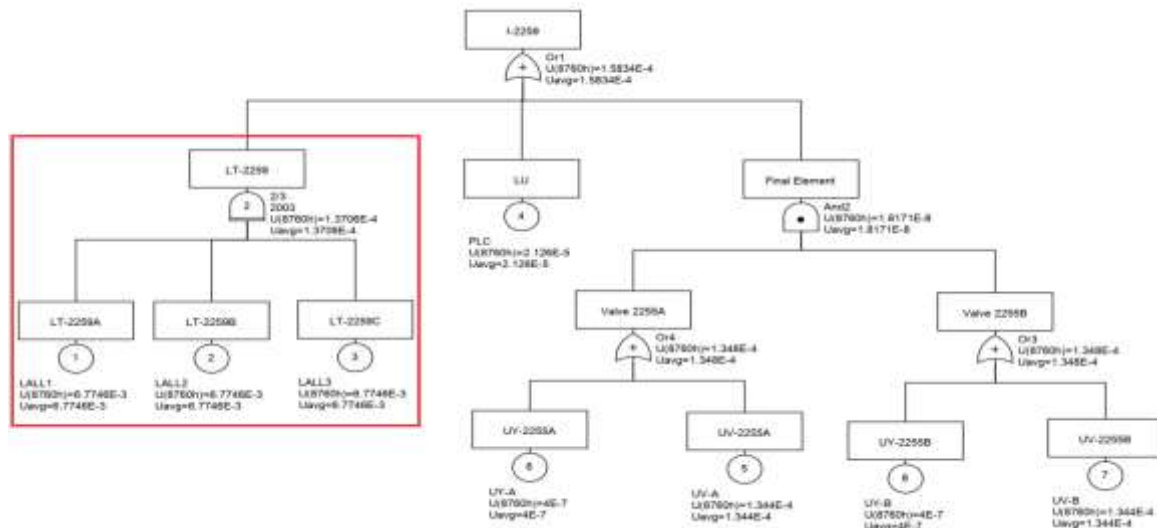 I-2259
Or1
U(8760h)=1.5834E-4
Uavg=1.5834E-4
LT-2259
LU
Final Element
2
2/3
2003
U(8760h)=1.3706E-4
Uavg=1.3706E-4
4
PLC
U(8760h)=2.126E-5
Uavg=2.126E-5
And2
U(8760h)=1.8171E-8
Uavg=1.8171E-8
LT-2259A
LT-2259B
LT-2259C
1
2
3
LALL1
U(8760h)=6.7746E-3
Uavg=6.7746E-3
LALL2
U(8760h)=6.7746E-3
Uavg=6.7746E-3
LALL3
U(8760h)=6.7746E-3
Uavg=6.7746E-3
Valve 2255A
Valve 2255B
Or4
U(8760h)=1.348E-4
Uavg=1.348E-4
Or3
U(8760h)=1.348E-4
Uavg=1.348E-4
UY-2255A
UV-2255A
UY-2255B
UV-2255B
5
7
UY-A
U(8760h)=4E-7
Uavg=4E-7
UV-A
U(8760h)=1.344E-4
Uavg=1.344E-4
UY-B
U(8760h)=4E-7
Uavg=4E-7
UV-B
U(8760h)=1.344E-4
Uavg=1.344E-4